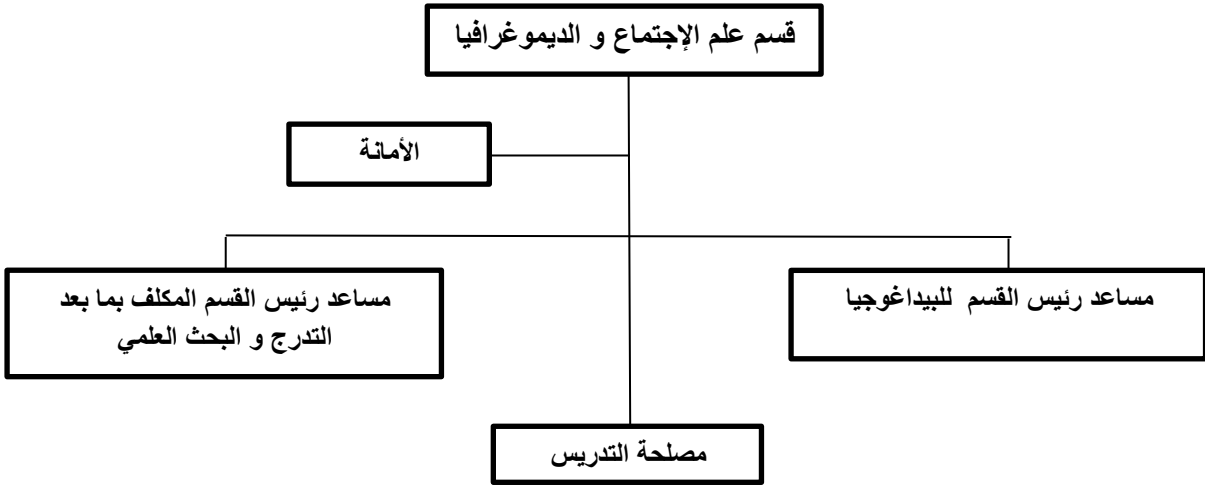 قسم علم الإجتماع و الديموغرافيا
الأمانة
مساعد رئيس القسم للبيداغوجيا
مساعد رئيس القسم المكلف بما بعد
التدرج و البحث العلمي
مصلحة التدريس